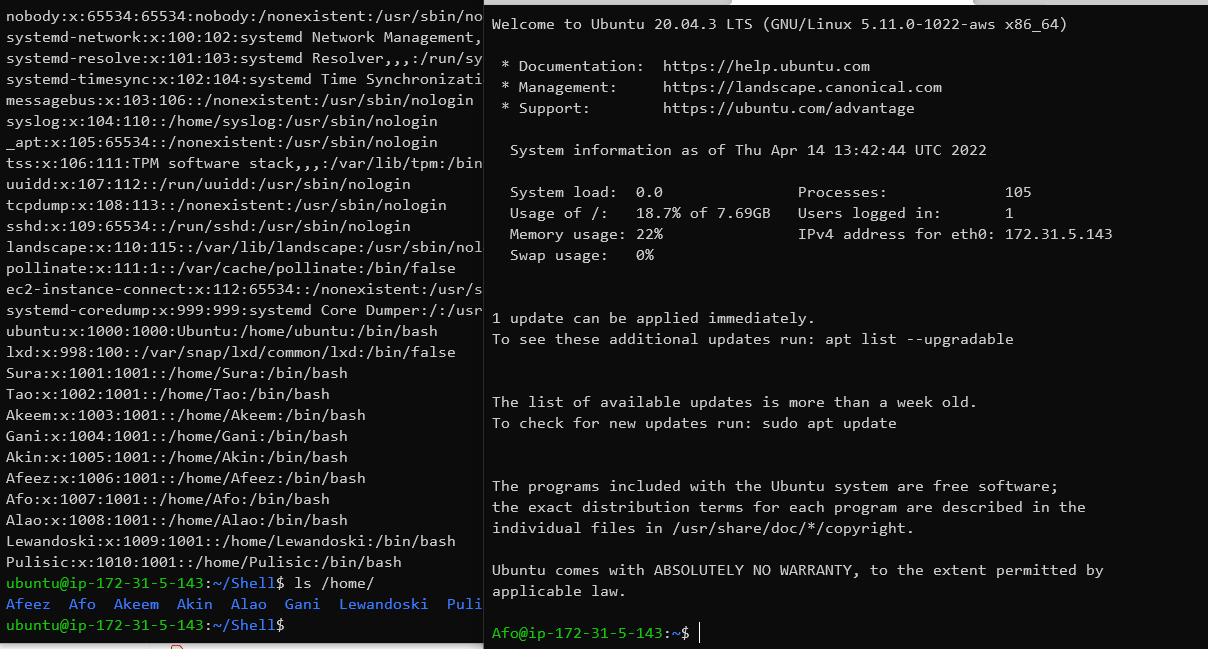 nobody:x:65534:65534:nobody:/nonexistent:/usr/sbin/no
systemd-network:x:100:102:systemd Network Management,
systemd-resolve:x:101:103:systemd Resolver,,,:/run/sy
systemd-timesync:x:102:104:systemd Time Synchronizati
messagebus:x:103:106::/nonexistent:/usr/sbin/nologin
syslog:x:104:110::/home/syslog:/usr/sbin/nologin
_apt:x:105:65534::/nonexistent:/usr/sbin/nologin
tss:x:106:111:TPM software stack,,,:/var/lib/tpm:/bin
uuidd:x:107:112::/run/uuidd:/usr/sbin/nologin
tcpdump:x:108:113::/nonexistent:/usr/sbin/nologin
sshd:x:109:65534::/run/sshd:/usr/sbin/nologin
landscape:x:110:115::/var/lib/landscape:/usr/sbin/nol
pollinate:x:111:1::/var/cache/pollinate:/bin/false
ec2-instance-connect:x:112:65534::/nonexistent:/usr/s
systemd-coredump:x:999:999:systemd Core Dumper:/:/usr
ubuntu:x:1000:1000:Ubuntu:/home/ubuntu:/bin/bash
lxd:x:998:100::/var/snap/lxd/common/lxd:/bin/false
Sura:x:1001:1001::/home/Sura:/bin/bash
Tao:x:1002:1001::/home/Tao:/bin/bash
Akeem:x:1003:1001::/home/Akeem:/bin/bash
Gani:x:1004:1001::/home/Gani:/bin/bash
Akin:x:1005:1001::/home/Akin:/bin/bash
Afeez:x:1006:1001::/home/Afeez:/bin/bash
Afo:x:1007:1001::/home/Afo:/bin/bash
Alao:x:1008:1001::/home/Alao:/bin/bash
Lewandoski:x:1009:1001::/home/Lewandoski:/bin/bash
Pulisic:x:1010:1001::/home/Pulisic:/bin/bash
ubuntu@ip-172-31-5-143:~/Shell$ ls /home/
Afeez  Afo  Akeem  Akin  Alao  Gani  Lewandoski  Puli
ubuntu@ip-172-31-5-143:~/Shell$
Welcome to Ubuntu 20.04.3 LTS (GNU/Linux 5.11.0-1022-aws x86_64)
* Documentation:  https://help.ubuntu.com
* Management:     https://landscape.canonical.com
* Support:        https://ubuntu.com/advantage
System information as of Thu Apr 14 13:42:44 UTC 2022
System load:  0.0               Processes:             105
Usage of /:   18.7% of 7.69GB   Users logged in:       1
Memory usage: 22%               IPv4 address for eth0: 172.31.5.143
Swap usage:   0%
1 update can be applied immediately.
To see these additional updates run: apt list --upgradable
The list of available updates is more than a week old.
To check for new updates run: sudo apt update
The programs included with the Ubuntu system are free software;
the exact distribution terms for each program are described in the
individual files in /usr/share/doc/*/copyright.
Ubuntu comes with ABSOLUTELY NO WARRANTY, to the extent permitted by
applicable law.
Afo@ip-172-31-5-143:~$